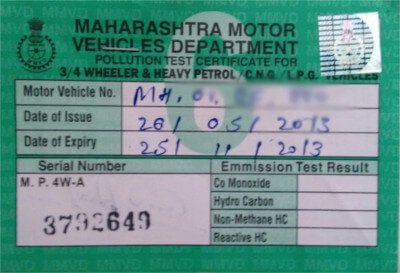 MAHARASHTRA MOTOR
VEHICLES DEPARTMENT
POLLUTION TEST CERTIFICATE FOR
3/4 WHEELER & HEAVY PETROL / C.N.G. / L.P.G. VEHICLES
Motor Vehicle No. MH. 01.
Date of Issue 26/ 05/ 2013
Date of Expiry 25/ 11/ 2013
Serial Number Emmission Test Result
M. P. 4W-A Co Monoxide
Hydro Carbon
3792649 Non-Methane HC
Reactive HC